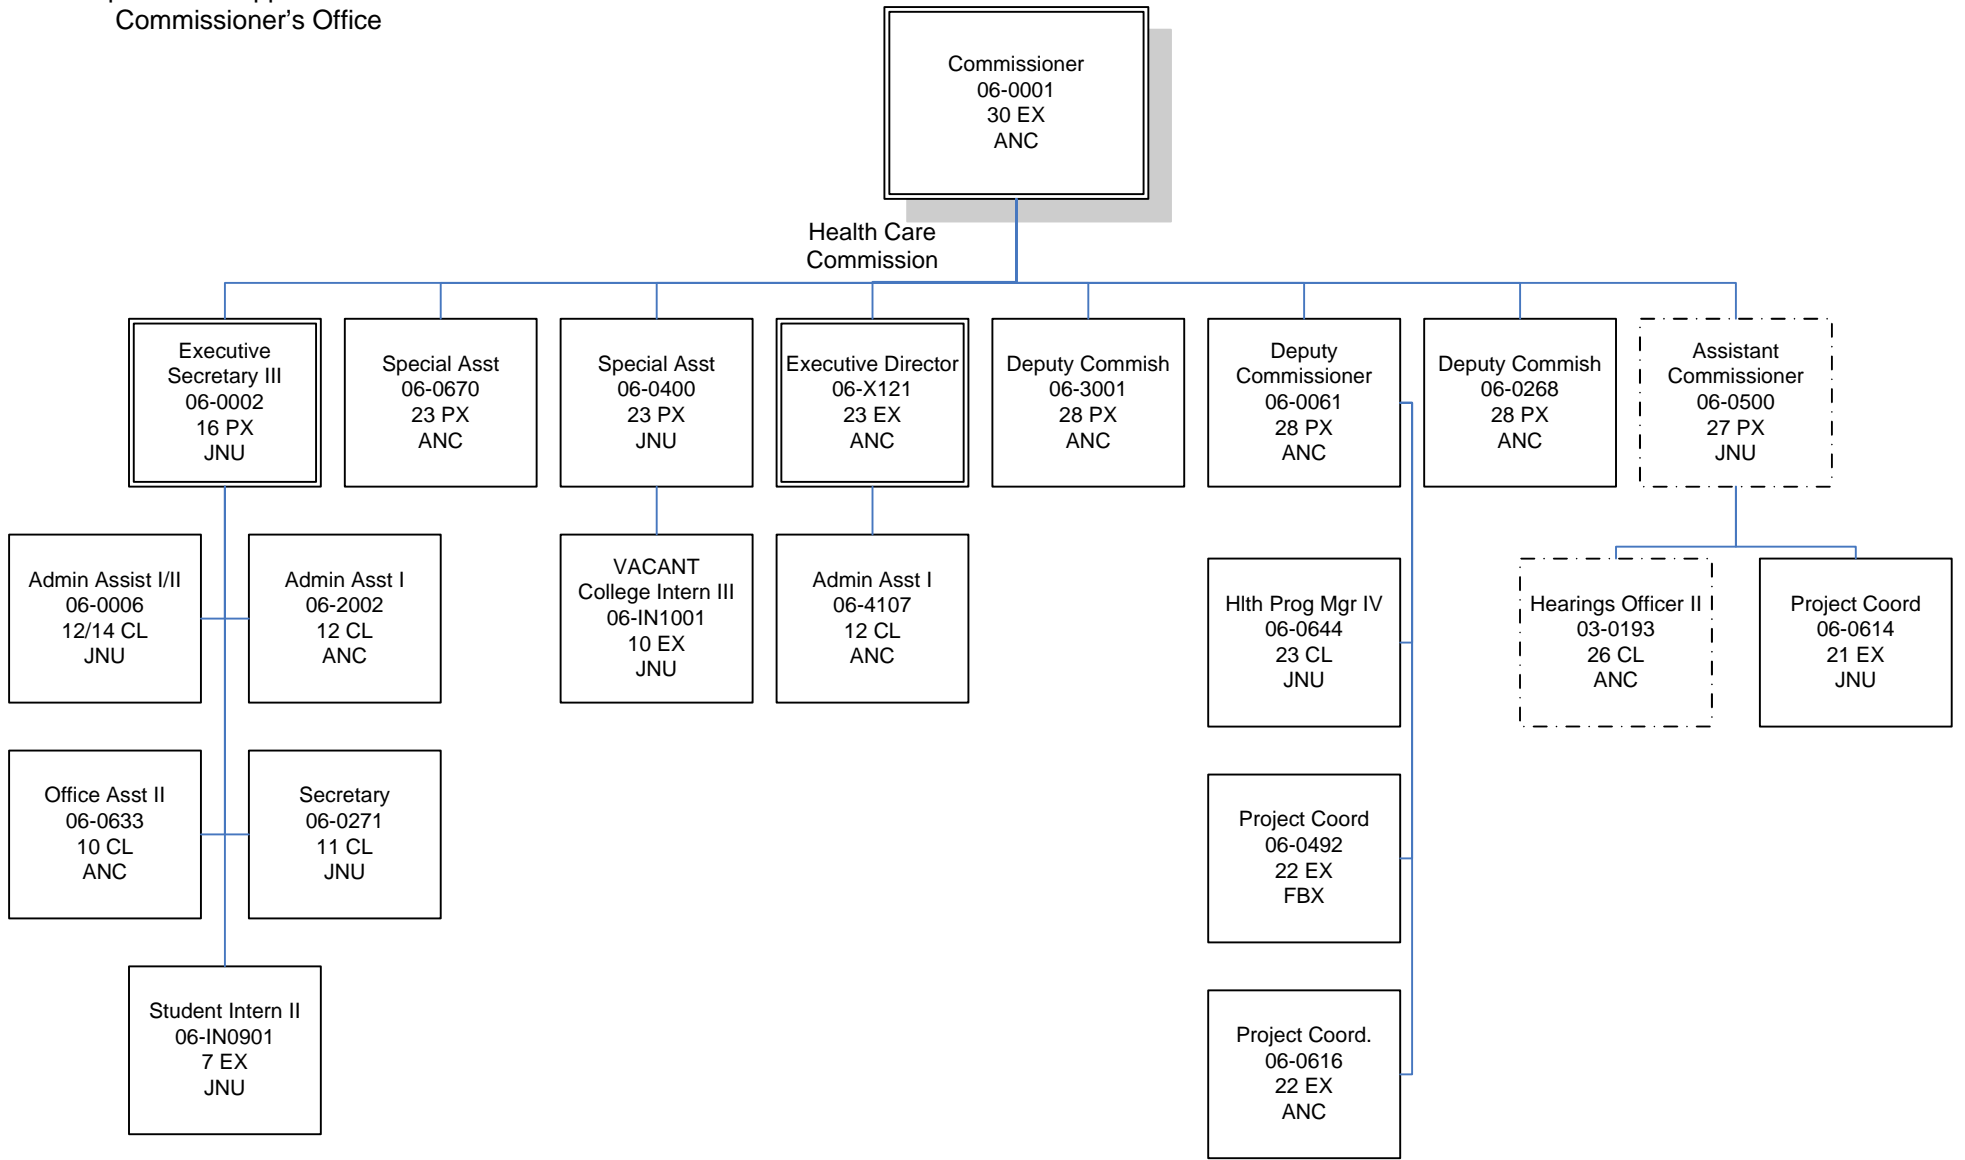 Commissioner's Office
Commissioner
06-0001
30 EX
ANC
Health Care
Commission
Executive
Secretary III
06-0002
16 PX
JNU
Special Asst
06-0670
23 PX
ANC
Special Asst
06-0400
23 PX
JNU
Executive Director
06-X121
23 EX
ANC
Deputy Commish
06-3001
28 PX
ANC
Deputy
Commissioner
06-0061
28 PX
ANC
Deputy Commish
06-0268
28 PX
ANC
Assistant
Commissioner
06-0500
27 PX
JNU
Admin Assist I/II
06-0006
12/14 CL
JNU
Admin Asst I
06-2002
12 CL
ANC
VACANT
College Intern III
06-IN1001
10 EX
JNU
Admin Asst I
06-4107
12 CL
ANC
Hlth Prog Mgr IV
06-0644
23 CL
JNU
Hearings Officer II
03-0193
26 CL
ANC
Project Coord
06-0614
21 EX
JNU
Office Asst II
06-0633
10 CL
ANC
Secretary
06-0271
11 CL
JNU
Project Coord
06-0492
22 EX
FBX
Student Intern II
06-IN0901
7 EX
JNU
Project Coord.
06-0616
22 EX
ANC